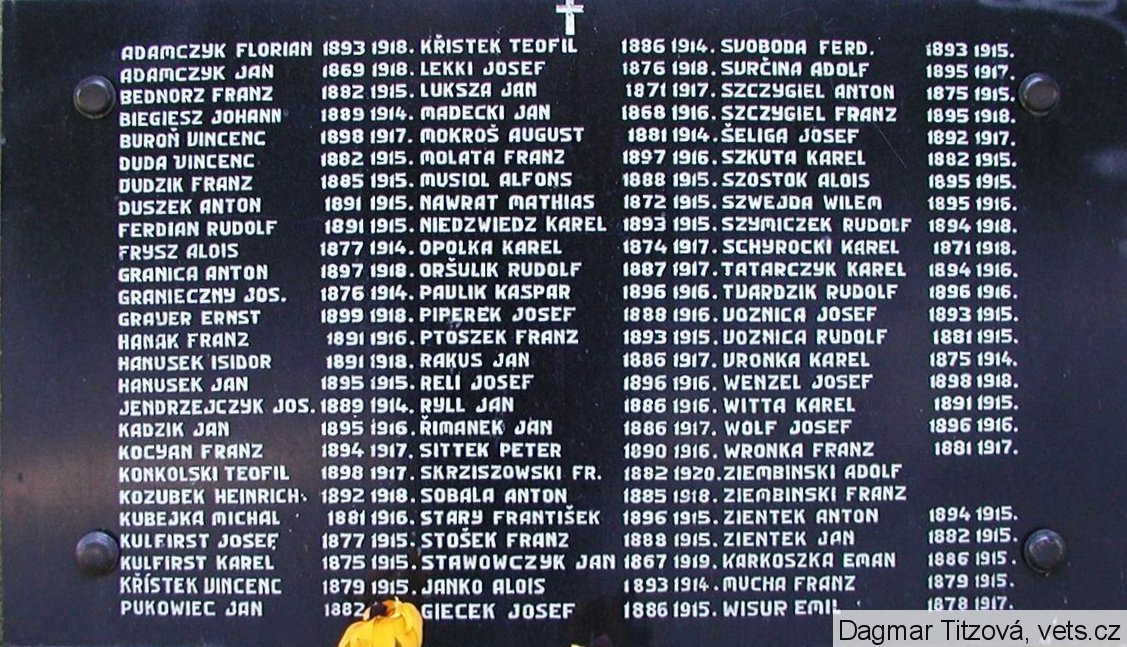 ADAMCZYK FLORIAN 1893 1918. KŘISTEK TEOFIL 1886 1914. SVOBODA FERD. 1893 1915.
ADAMCZYK JAN 1869 1918. LEKKI JOSEF 1876 1918. SURČINA ADOLF 1895 1917.
BEDNORZ FRANZ 1882 1915. LUKSZA JAN 1871 1917. SZCZYGIEL ANTON 1875 1915.
BIEGIESZ JOHANN 1889 1914. MADECKI JAN 1868 1916. SZCZYGIEL FRANZ 1895 1918.
BUROŇ VINCENC 1898 1917. MOKROŠ AUGUST 1881 1914. ŠELIGA JOSEF 1892 1917.
DUDA VINCENC 1882 1915. MOLATA FRANZ 1897 1916. SZKUTA KAREL 1882 1915.
DUDZIK FRANZ 1885 1915. MUSIOL ALFONS 1888 1915. SZOSTOK ALOIS 1895 1915.
DUSZEK ANTON 1891 1915. NAWRAT MATHIAS 1872 1915. SZWEJDA WILEM 1895 1916.
FERDIAN RUDOLF 1891 1915. NIEDZWIEDZ KAREL 1893 1915. SZYMICZEK RUDOLF 1894 1918.
FRYSZ ALOIS 1877 1914. OPOLKA KAREL 1874 1917. SCHYROCKI KAREL 1871 1918.
GRANICA ANTON 1897 1918. ORŠULIK RUDOLF 1887 1917. TATARCZYK KAREL 1894 1916.
GRANIECZNY JOS. 1876 1914. PAULIK KASPAR 1896 1916. TVARDZIK RUDOLF 1896 1916.
GRAYER ERNST 1899 1918. PIPEREK JOSEF 1888 1916. VOZNICA JOSEF 1893 1915.
HANAK FRANZ 1891 1916. PTOSZEK FRANZ 1893 1915. VOZNICA RUDOLF 1881 1915.
HANUSEK ISIDOR 1891 1918. RAKUS JAN 1886 1917. VRONKA KAREL 1875 1914.
HANUSEK JAN 1895 1915. RELI JOSEF 1896 1916. WENZEL JOSEF 1898 1918.
JENDRZEJCZYK JOS. 1889 1914. RYLL JAN 1886 1916. WITTA KAREL 1891 1915.
KADZIK JAN 1895 1916. ŘIMANEK JAN 1886 1917. WOLF JOSEF 1896 1916.
KOCYAN FRANZ 1894 1917. SITTEK PETER 1890 1916. WRONKA FRANZ 1881 1917.
KONKOLSKI TEOFIL 1898 1917. SKRZISZOWSKI FR. 1882 1920. ZIEMBINSKI ADOLF
KOZUBEK HEINRICH 1892 1918. SOBALA ANTON 1885 1918. ZIEMBINSKI FRANZ
KUBEJKA MICHAL 1881 1916. STARY FRANTIŠEK 1896 1915. ZIENTEK ANTON 1894 1915.
KULFIRST JOSEF 1877 1915. STOŠEK FRANZ 1888 1915. ZIENTEK JAN 1882 1915.
KULFIRST KAREL 1875 1915. STAWOWCZYK JAN 1867 1919. KARKOSZKA EMAN 1886 1915.
KŘÍSTEK VINCENC 1879 1915. JANKO ALOIS 1893 1914. MUCHA FRANZ 1879 1915.
PUKOWIEC JAN 1882 GIECEK JOSEF 1886 1915. WISUR EMIL 1878 1917.
Dagmar Titzová, vets.cz